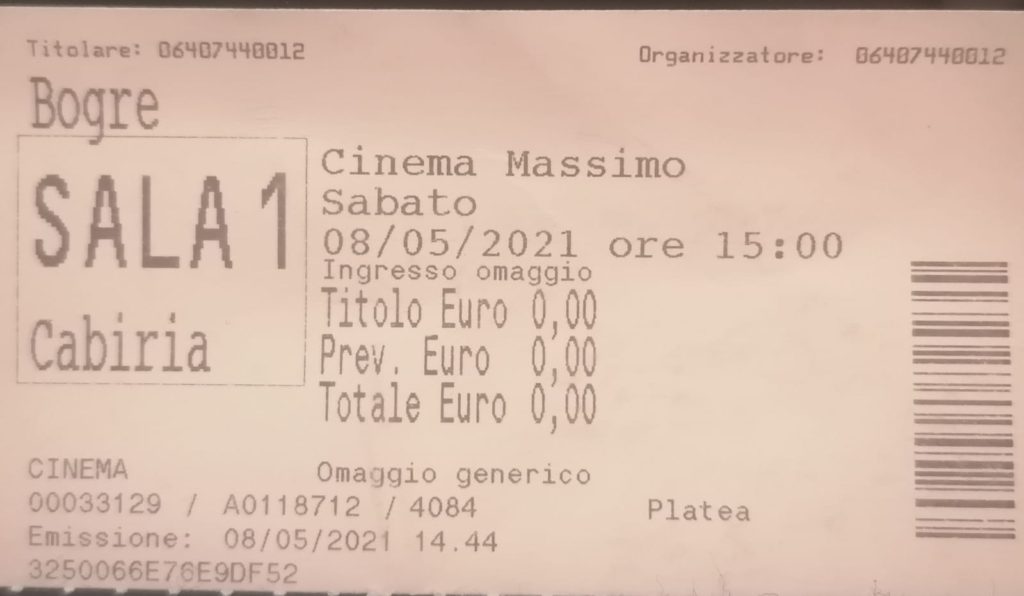 Titolare: 06407440012
Organizzatore: 06407440012
Bogre
SALA 1
Cabiria
Cinema Massimo
Sabato
08/05/2021 ore 15:00
Ingresso omaggio
Titolo Euro 0,00
Prev. Euro 0,00
Totale Euro 0,00
CINEMA
Omaggio generico
00033129 / A0118712 / 4084
Platea
Emissione: 08/05/2021 14.44
3250066E76E9DF52